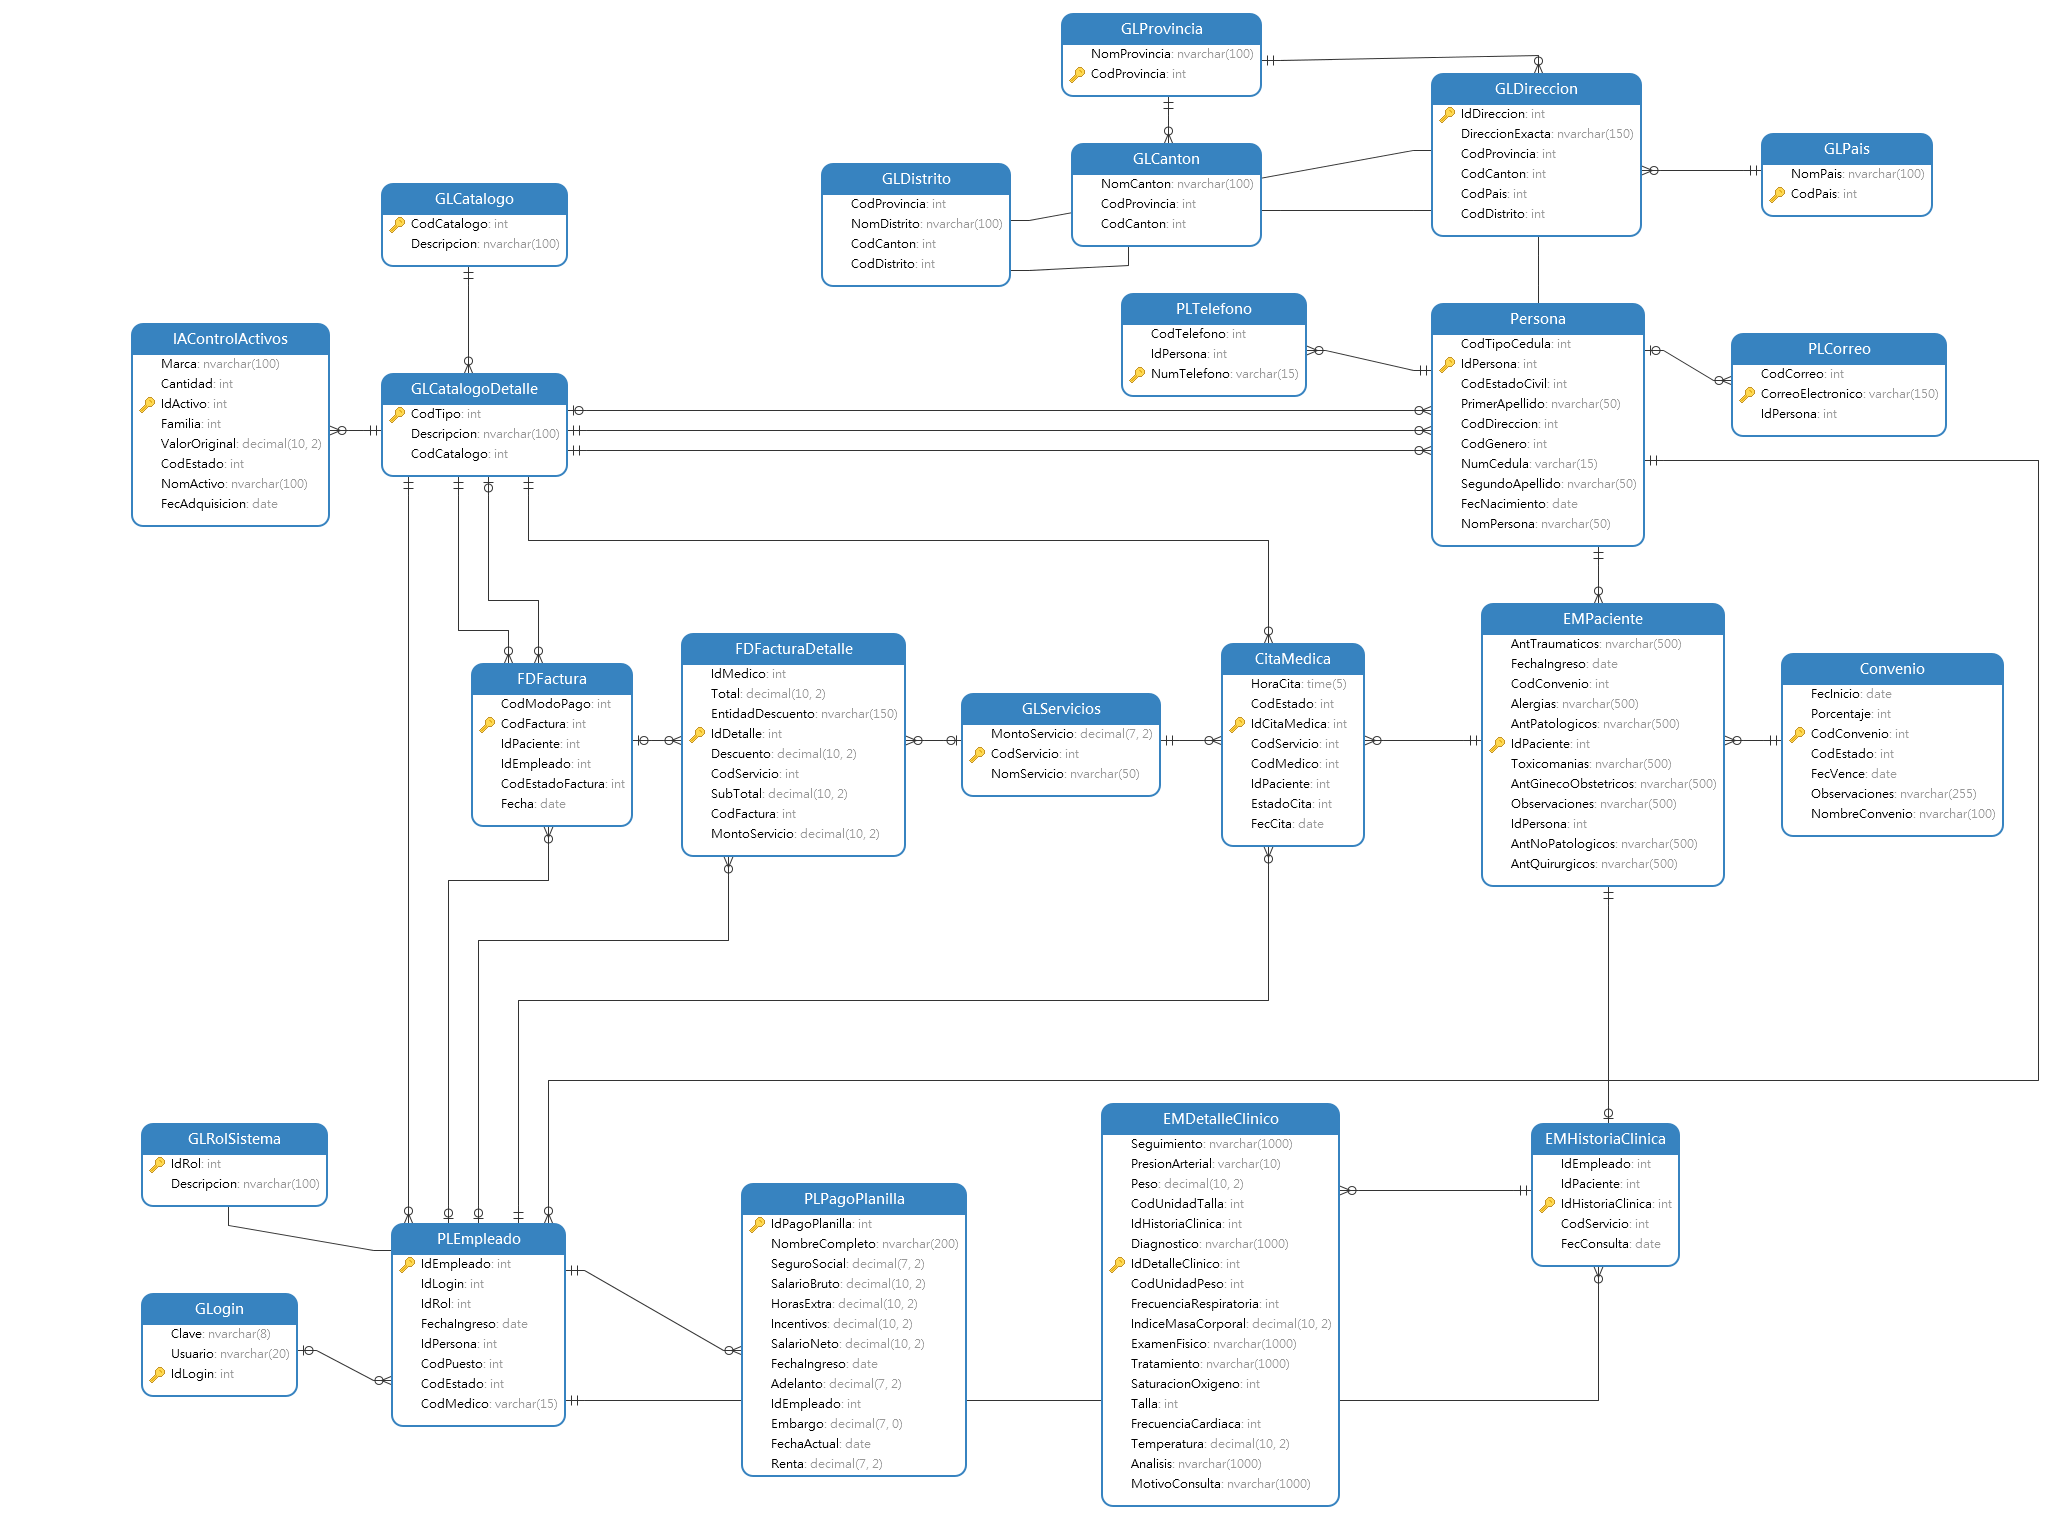 GLProvincia
NomProvincia: nvarchar(100)
CodProvincia: int
GLDireccion
IdDireccion: int
DireccionExacta: nvarchar(150)
CodProvincia: int
CodCanton: int
CodPais: int
CodDistrito: int
GLPais
NomPais: nvarchar(100)
CodPais: int
GLCanton
NomCanton: nvarchar(100)
CodProvincia: int
CodCanton: int
GLDistrito
CodProvincia: int
NomDistrito: nvarchar(100)
CodCanton: int
CodDistrito: int
GLCatalogo
CodCatalogo: int
Descripcion: nvarchar(100)
PLTelefono
CodTelefono: int
IdPersona: int
NumTelefono: varchar(15)
Persona
CodTipoCedula: int
IdPersona: int
CodEstadoCivil: int
PrimerApellido: nvarchar(50)
CodDireccion: int
CodGenero: int
NumCedula: varchar(15)
SegundoApellido: nvarchar(50)
FecNacimiento: date
NomPersona: nvarchar(50)
PLCorreo
CodCorreo: int
CorreoElectronico: varchar(150)
IdPersona: int
IAControlActivos
Marca: nvarchar(100)
Cantidad: int
IdActivo: int
Familia: int
ValorOriginal: decimal(10, 2)
CodEstado: int
NomActivo: nvarchar(100)
FecAdquisicion: date
GLCatalogoDetalle
CodTipo: int
Descripcion: nvarchar(100)
CodCatalogo: int
FDFactura
CodModoPago: int
CodFactura: int
IdPaciente: int
IdEmpleado: int
CodEstadoFactura: int
Fecha: date
FDFacturaDetalle
IdMedico: int
Total: decimal(10, 2)
EntidadDescuento: nvarchar(150)
IdDetalle: int
Descuento: decimal(10, 2)
CodServicio: int
SubTotal: decimal(10, 2)
CodFactura: int
MontoServicio: decimal(10, 2)
GLServicios
MontoServicio: decimal(7, 2)
CodServicio: int
NomServicio: nvarchar(50)
CitaMedica
HoraCita: time(5)
CodEstado: int
IdCitaMedica: int
CodServicio: int
CodMedico: int
IdPaciente: int
EstadoCita: int
FecCita: date
EMPaciente
AntTraumaticos: nvarchar(500)
FechaIngreso: date
CodConvenio: int
Alergias: nvarchar(500)
AntPatologicos: nvarchar(500)
IdPaciente: int
Toxicomanias: nvarchar(500)
AntGinecoObstetricos: nvarchar(500)
Observaciones: nvarchar(500)
IdPersona: int
AntNoPatologicos: nvarchar(500)
AntQuirurgicos: nvarchar(500)
Convenio
FecInicio: date
Porcentaje: int
CodConvenio: int
CodEstado: int
FecVence: date
Observaciones: nvarchar(255)
NombreConvenio: nvarchar(100)
GLRolSistema
IdRol: int
Descripcion: nvarchar(100)
GLogin
Clave: nvarchar(8)
Usuario: nvarchar(20)
IdLogin: int
PLEmpleado
IdEmpleado: int
IdLogin: int
IdRol: int
FechaIngreso: date
IdPersona: int
CodPuesto: int
CodEstado: int
CodMedico: varchar(15)
PLPagoPlanilla
IdPagoPlanilla: int
NombreCompleto: nvarchar(200)
SeguroSocial: decimal(7, 2)
SalarioBruto: decimal(10, 2)
HorasExtra: decimal(10, 2)
Incentivos: decimal(10, 2)
SalarioNeto: decimal(10, 2)
FechaIngreso: date
Adelanto: decimal(7, 2)
IdEmpleado: int
Embargo: decimal(7, 0)
FechaActual: date
Renta: decimal(7, 2)
EMDetalleClinico
Seguimiento: nvarchar(1000)
PresionArterial: varchar(10)
Peso: decimal(10, 2)
CodUnidadTalla: int
IdHistoriaClinica: int
Diagnostico: nvarchar(1000)
IdDetalleClinico: int
CodUnidadPeso: int
FrecuenciaRespiratoria: int
IndiceMasaCorporal: decimal(10, 2)
ExamenFisico: nvarchar(1000)
Tratamiento: nvarchar(1000)
SaturacionOxigeno: int
Talla: int
FrecuenciaCardiaca: int
Temperatura: decimal(10, 2)
Analisis: nvarchar(1000)
MotivoConsulta: nvarchar(1000)
EMHistoriaClinica
IdEmpleado: int
IdPaciente: int
IdHistoriaClinica: int
CodServicio: int
FecConsulta: date